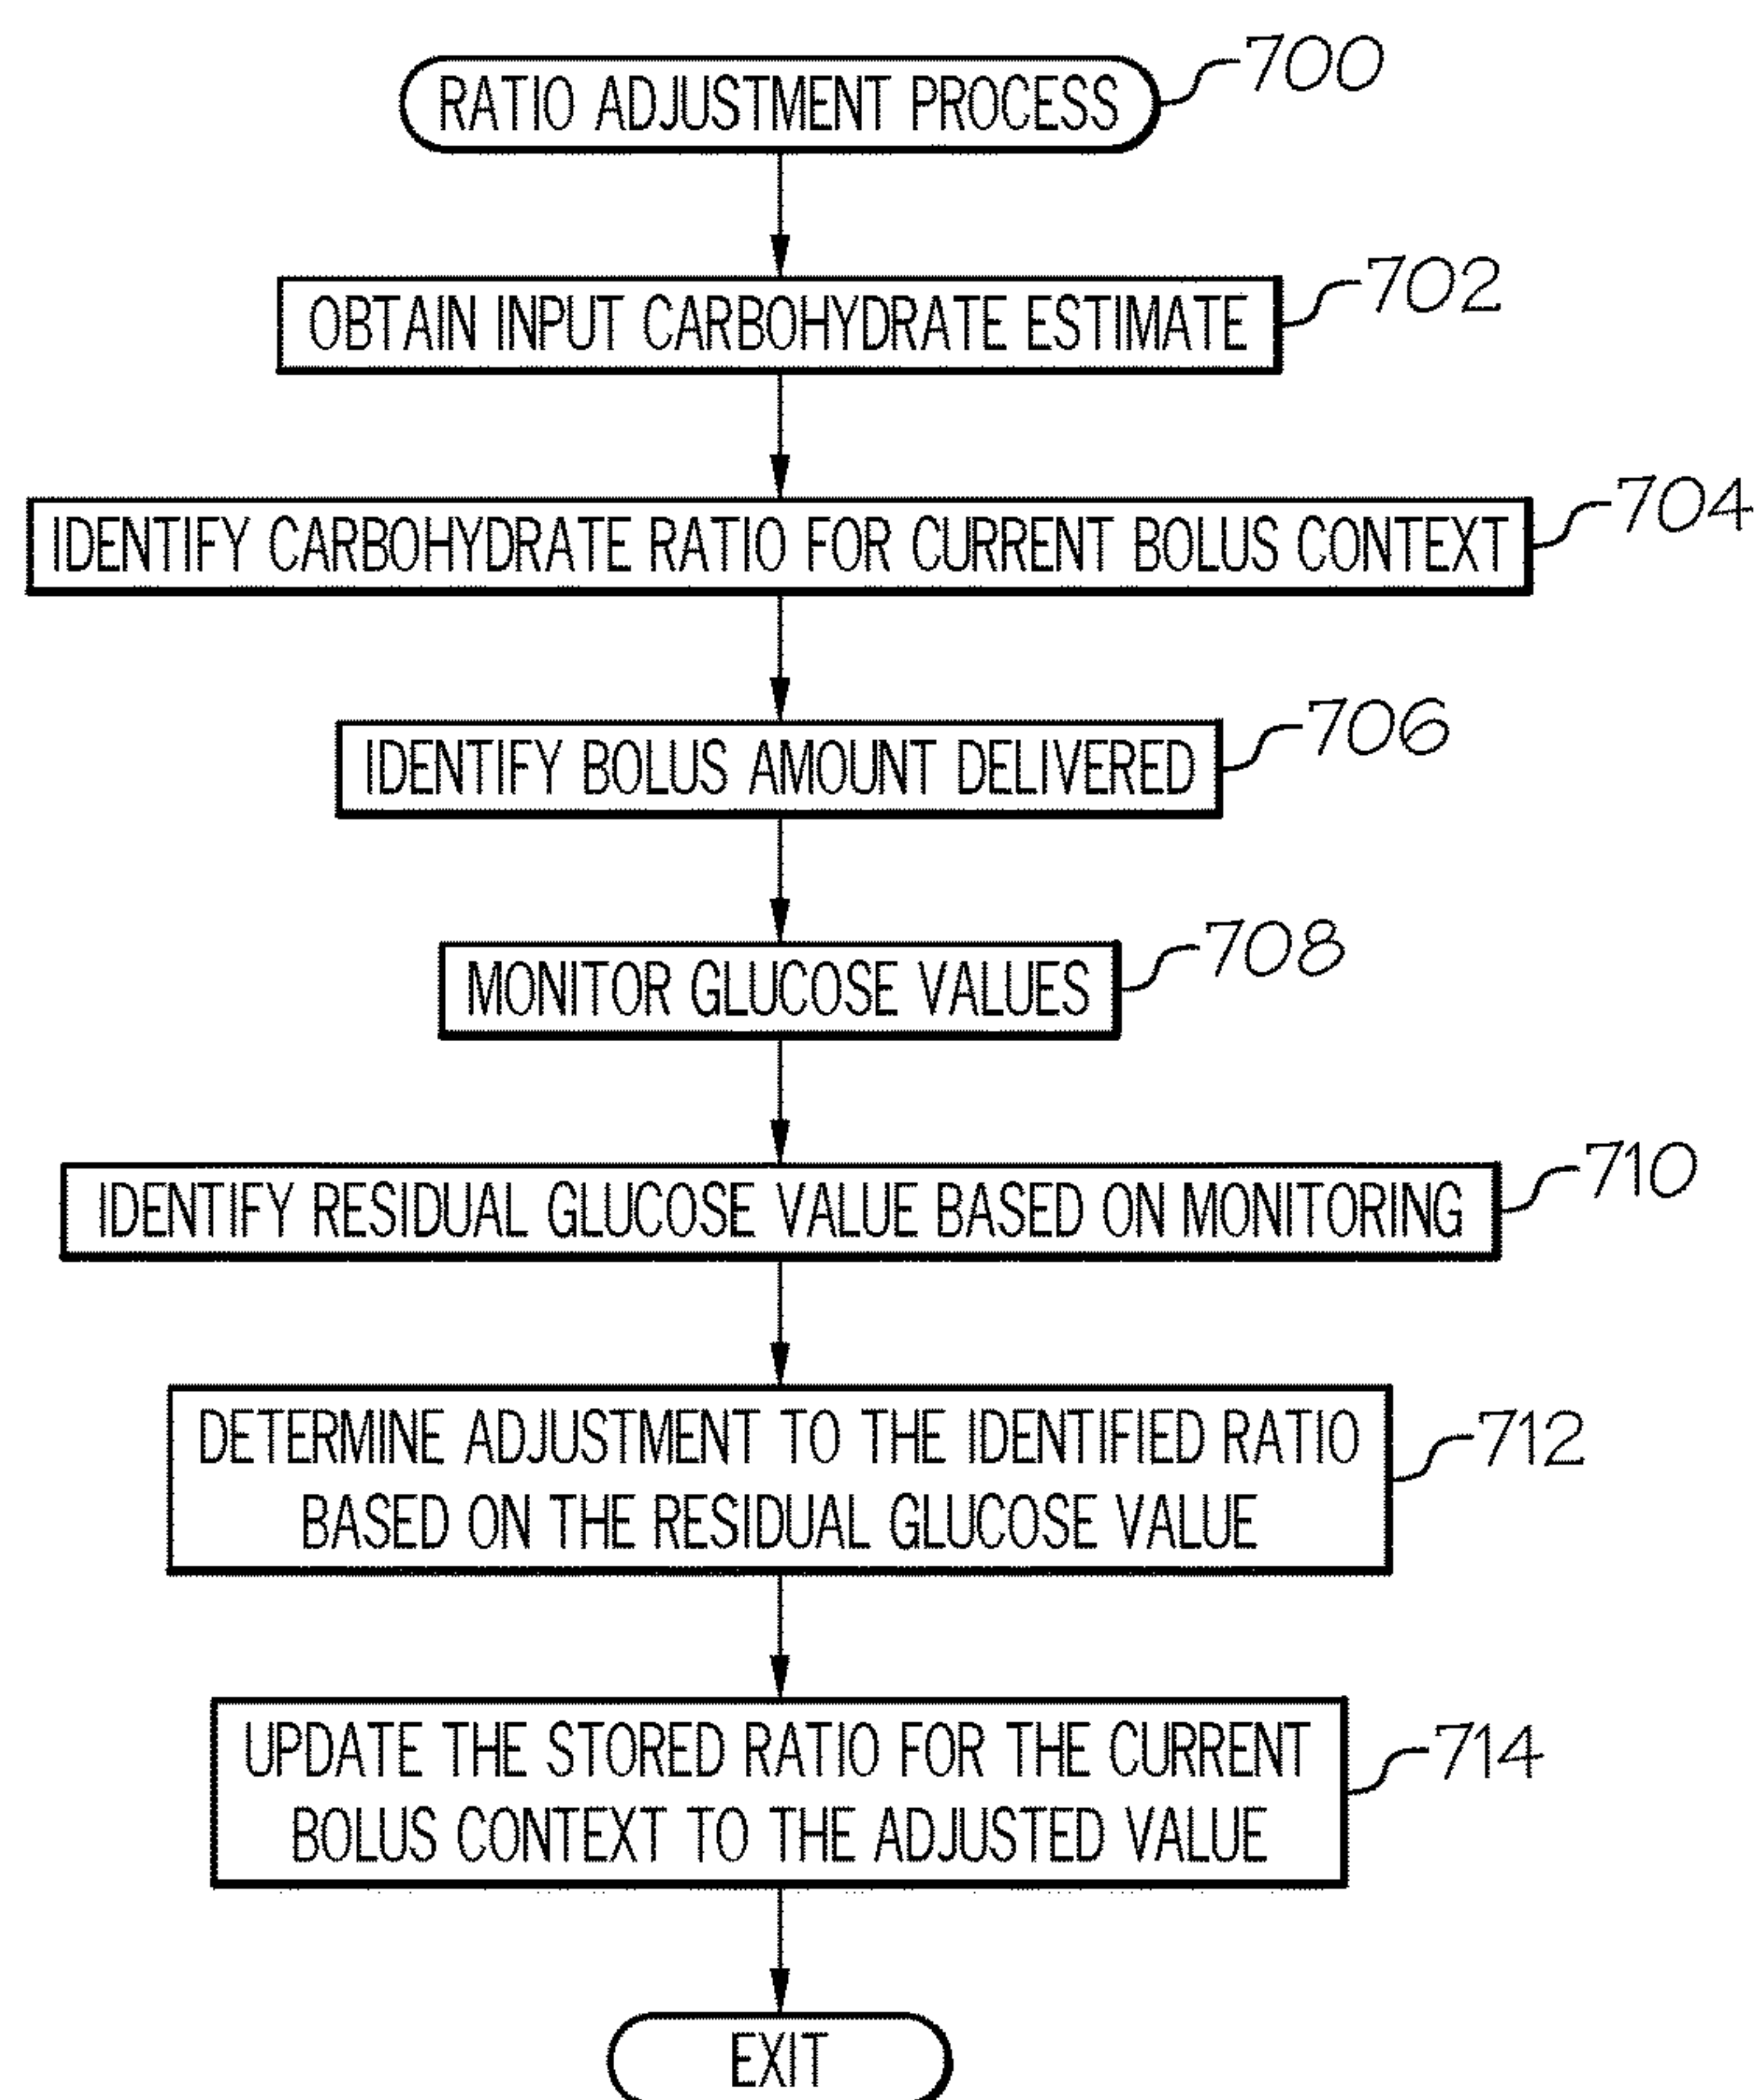 RATIO ADJUSTMENT PROCESS
700
OBTAIN INPUT CARBOHYDRATE ESTIMATE
702
IDENTIFY CARBOHYDRATE RATIO FOR CURRENT BOLUS CONTEXT
704
IDENTIFY BOLUS AMOUNT DELIVERED
706
MONITOR GLUCOSE VALUES
708
IDENTIFY RESIDUAL GLUCOSE VALUE BASED ON MONITORING
710
DETERMINE ADJUSTMENT TO THE IDENTIFIED RATIO
BASED ON THE RESIDUAL GLUCOSE VALUE
712
UPDATE THE STORED RATIO FOR THE CURRENT
BOLUS CONTEXT TO THE ADJUSTED VALUE
714
EXIT